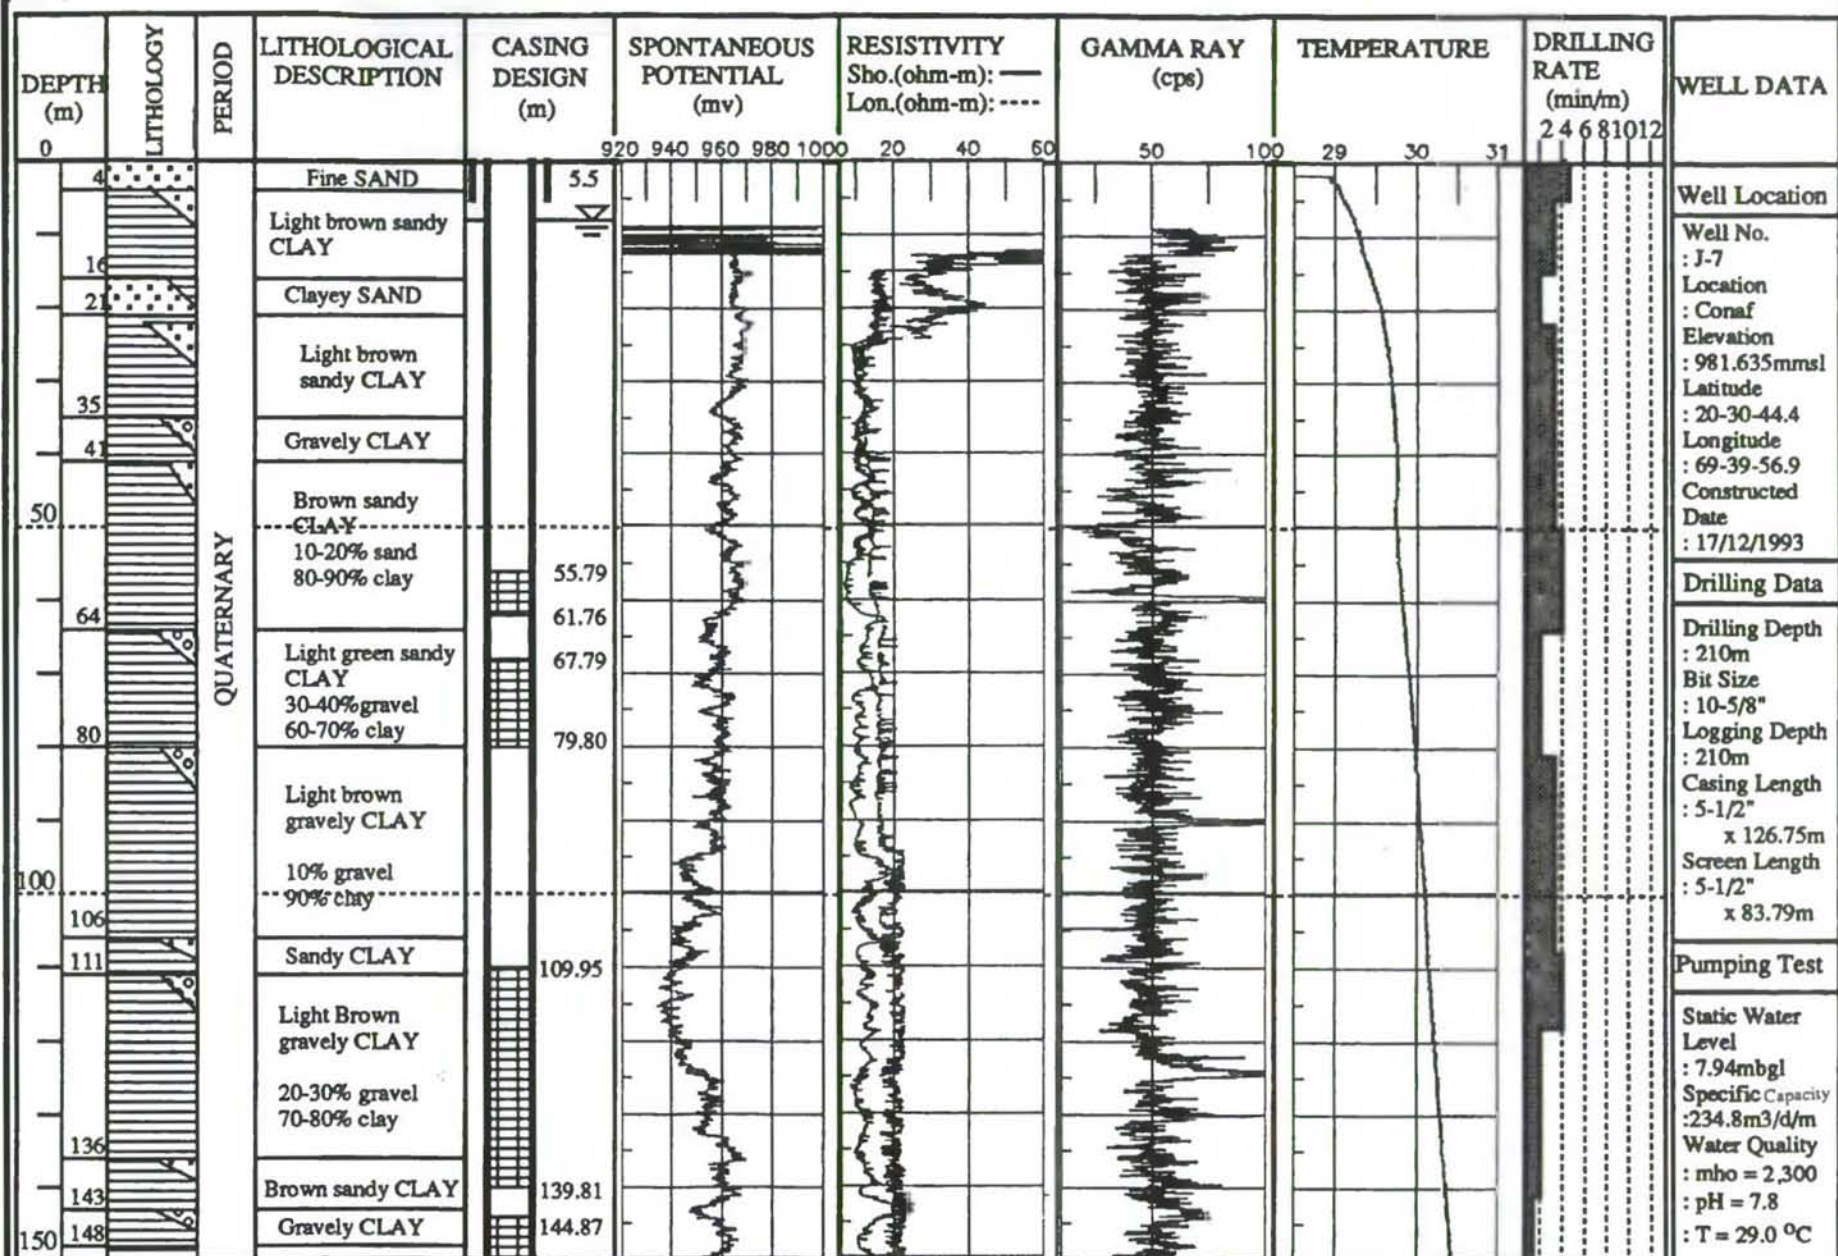 DEPTH
(m)
0
LITHOLOGY
PERIOD
LITHOLOGICAL
DESCRIPTION
CASING
DESIGN
(m)
SPONTANEOUS
POTENTIAL
(mv)
920 940 960 980 1000
RESISTIVITY
Sho.(ohm-m):
Lon.(ohm-m):
0 20 40 60
GAMMA RAY
(cps)
50 100
TEMPERATURE
29 30 31
DRILLING
RATE
(min/m)
2 4 6 8 10 12
WELL DATA
4
16
21
35
41
50
64
80
100
106
111
136
143
148
150
QUATERNARY
Fine SAND
Light brown sandy
CLAY
Clayey SAND
Light brown
sandy CLAY
Gravely CLAY
Brown sandy
CLAY
10-20% sand
80-90% clay
Light green sandy
CLAY
30-40%gravel
60-70% clay
Light brown
gravely CLAY
10% gravel
90% clay
Sandy CLAY
Light Brown
gravely CLAY
20-30% gravel
70-80% clay
Brown sandy CLAY
Gravely CLAY
5.5
55.79
61.76
67.79
79.80
109.95
139.81
144.87
Well Location
Well No.
: J-7
Location
: Conaf
Elevation
: 981.635mmsl
Latitude
: 20-30-44.4
Longitude
: 69-39-56.9
Constructed
Date
: 17/12/1993
Drilling Data
Drilling Depth
: 210m
Bit Size
: 10-5/8"
Logging Depth
: 210m
Casing Length
: 5-1/2"
x 126.75m
Screen Length
: 5-1/2"
x 83.79m
Pumping Test
Static Water
Level
: 7.94mbgl
Specific Capacity
:234.8m3/d/m
Water Quality
: mho = 2,300
: pH = 7.8
: T = 29.0 °C